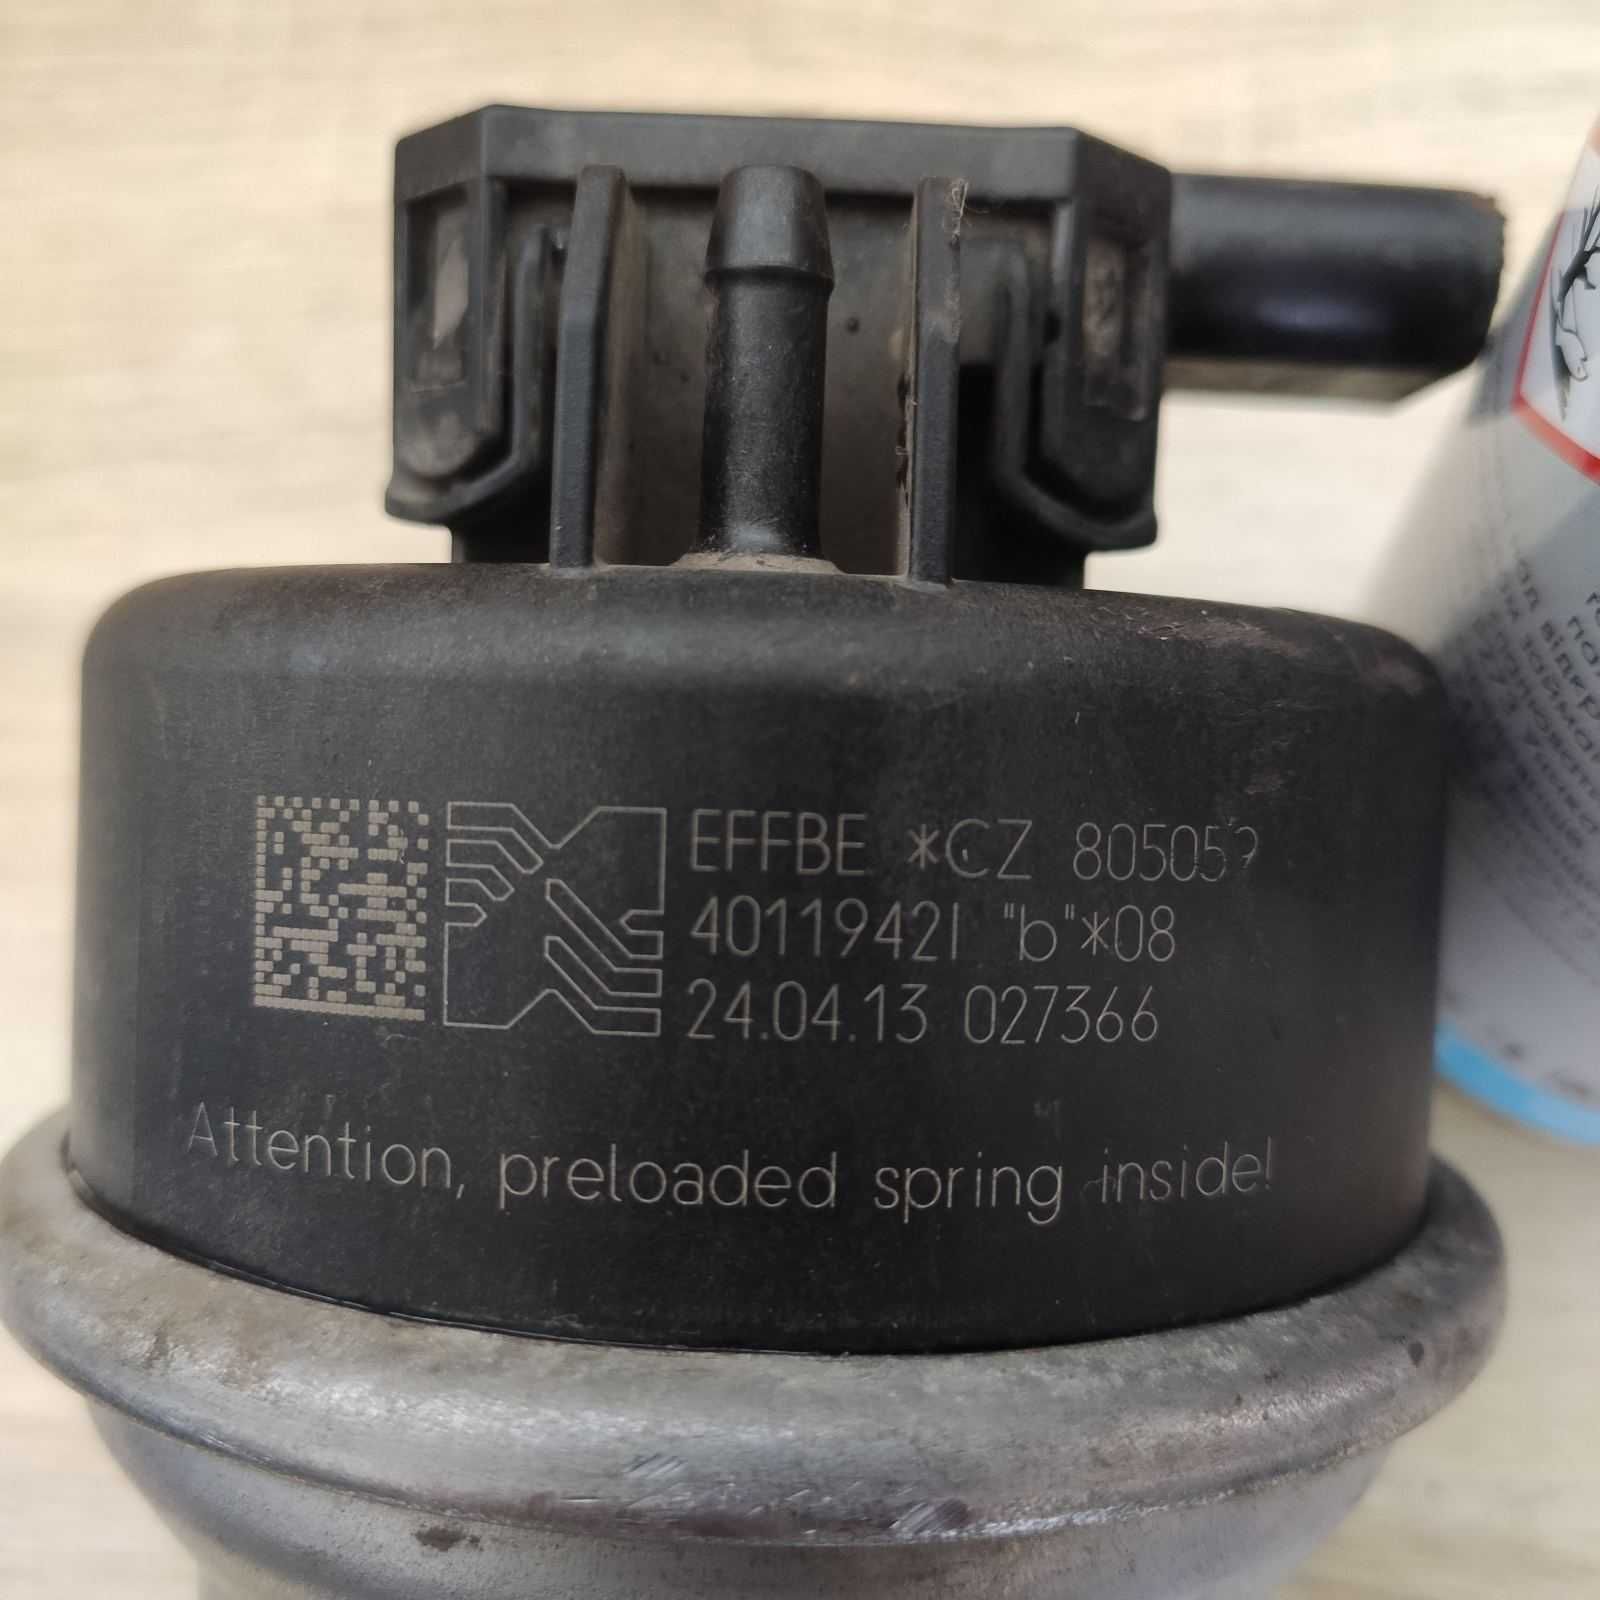 EFFBE *CZ 805059
40119421 "b"*08
24.04.13 027366
Attention, preloaded spring inside!